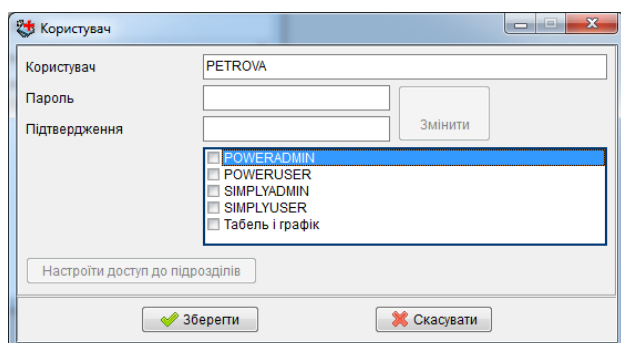 Користувач
Користувач PETROVA
Пароль
Змінити
Підтвердження
POWERADMIN
POWERUSER
SIMPLYADMIN
SIMPLYUSER
Табель і графік
Настроїти доступ до підрозділів
Зберегти Скасувати